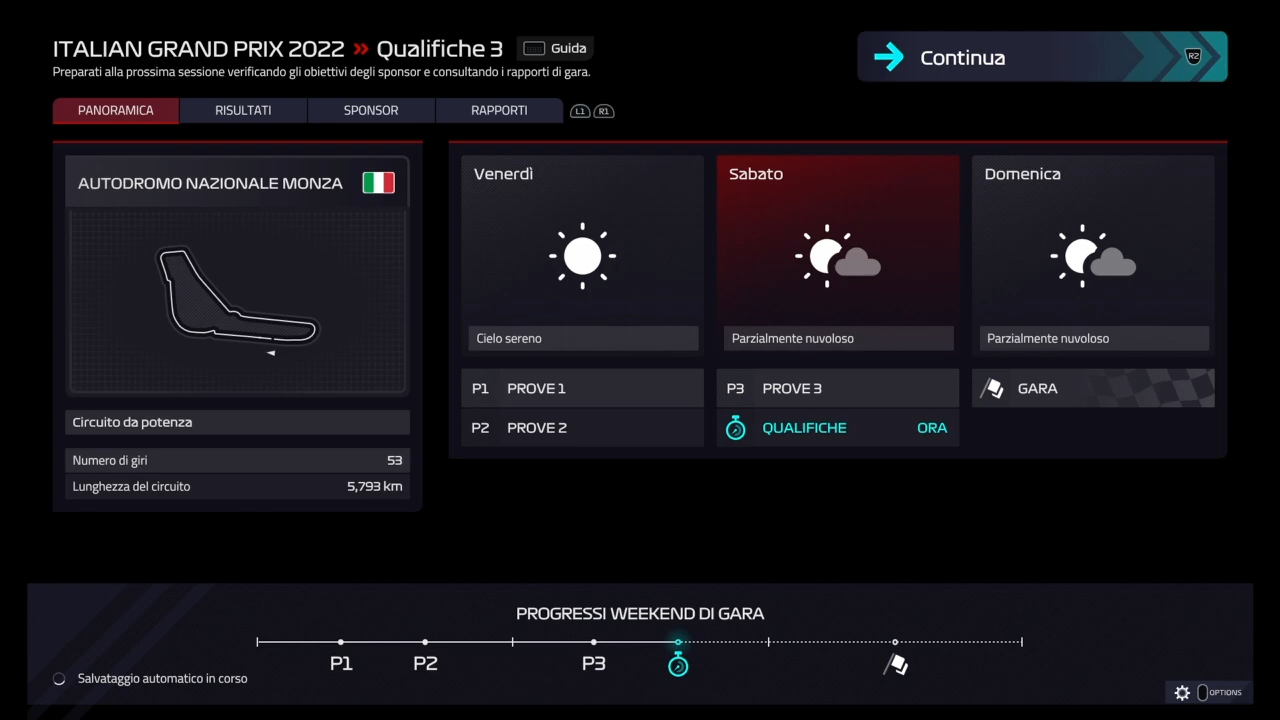 ITALIAN GRAND PRIX 2022 » Qualifiche 3 Guida
Preparati alla prossima sessione verificando gli obiettivi degli sponsor e consultando i rapporti di gara.
Continua R2
PANORAMICA RISULTATI SPONSOR RAPPORTI L1 R1
AUTODROMO NAZIONALE MONZA
Circuito da potenza
Numero di giri 53
Lunghezza del circuito 5,793 km
Venerdì
Cielo sereno
P1 PROVE 1
P2 PROVE 2
Sabato
Parzialmente nuvoloso
P3 PROVE 3
QUALIFICHE ORA
Domenica
Parzialmente nuvoloso
GARA
PROGRESSI WEEKEND DI GARA
P1 P2 P3
Salvataggio automatico in corso
OPTIONS